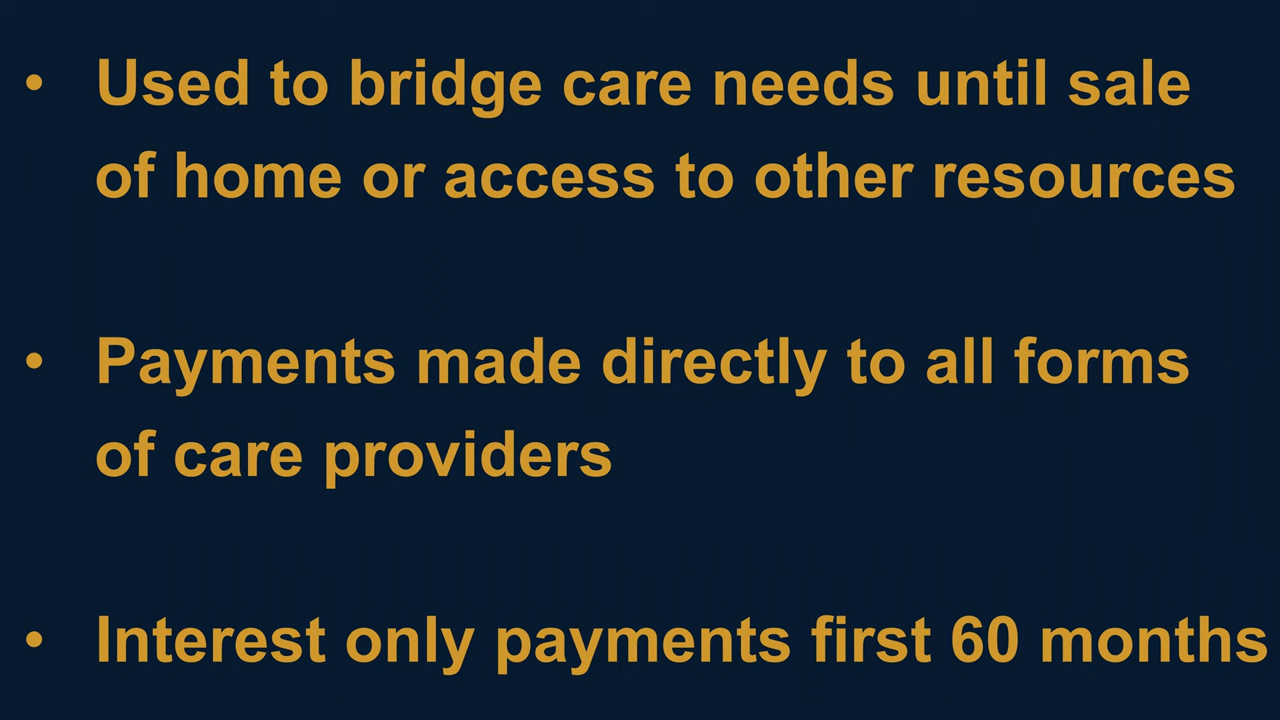 • Used to bridge care needs until sale
of home or access to other resources
• Payments made directly to all forms
of care providers
• Interest only payments first 60 months